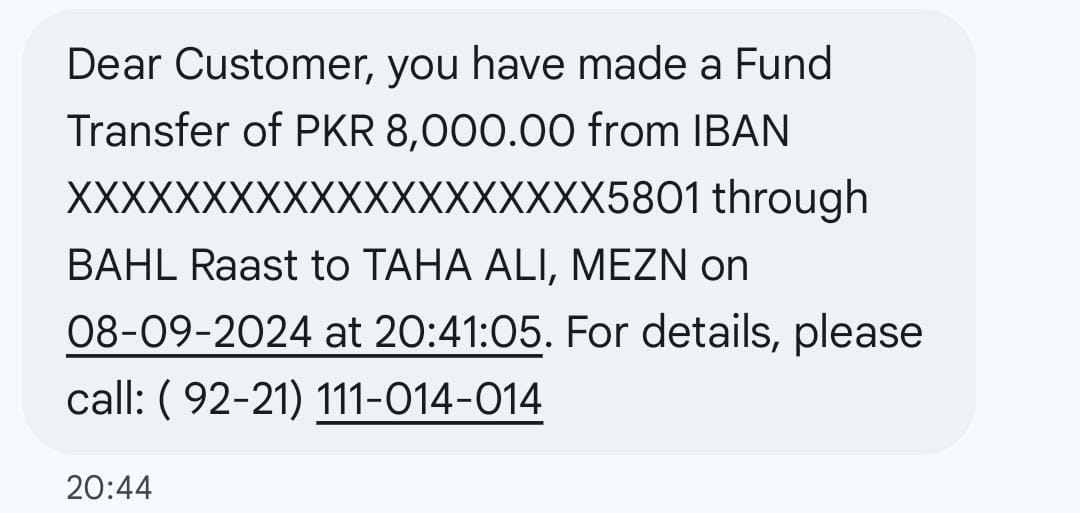 Dear Customer, you have made a Fund
Transfer of PKR 8,000.00 from IBAN
XXXXXXXXXXXXXXXXXXXX5801 through
BAHL Raast to TAHA ALI, MEZN on
08-09-2024 at 20:41:05. For details, please
call: ( 92-21) 111-014-014
20:44